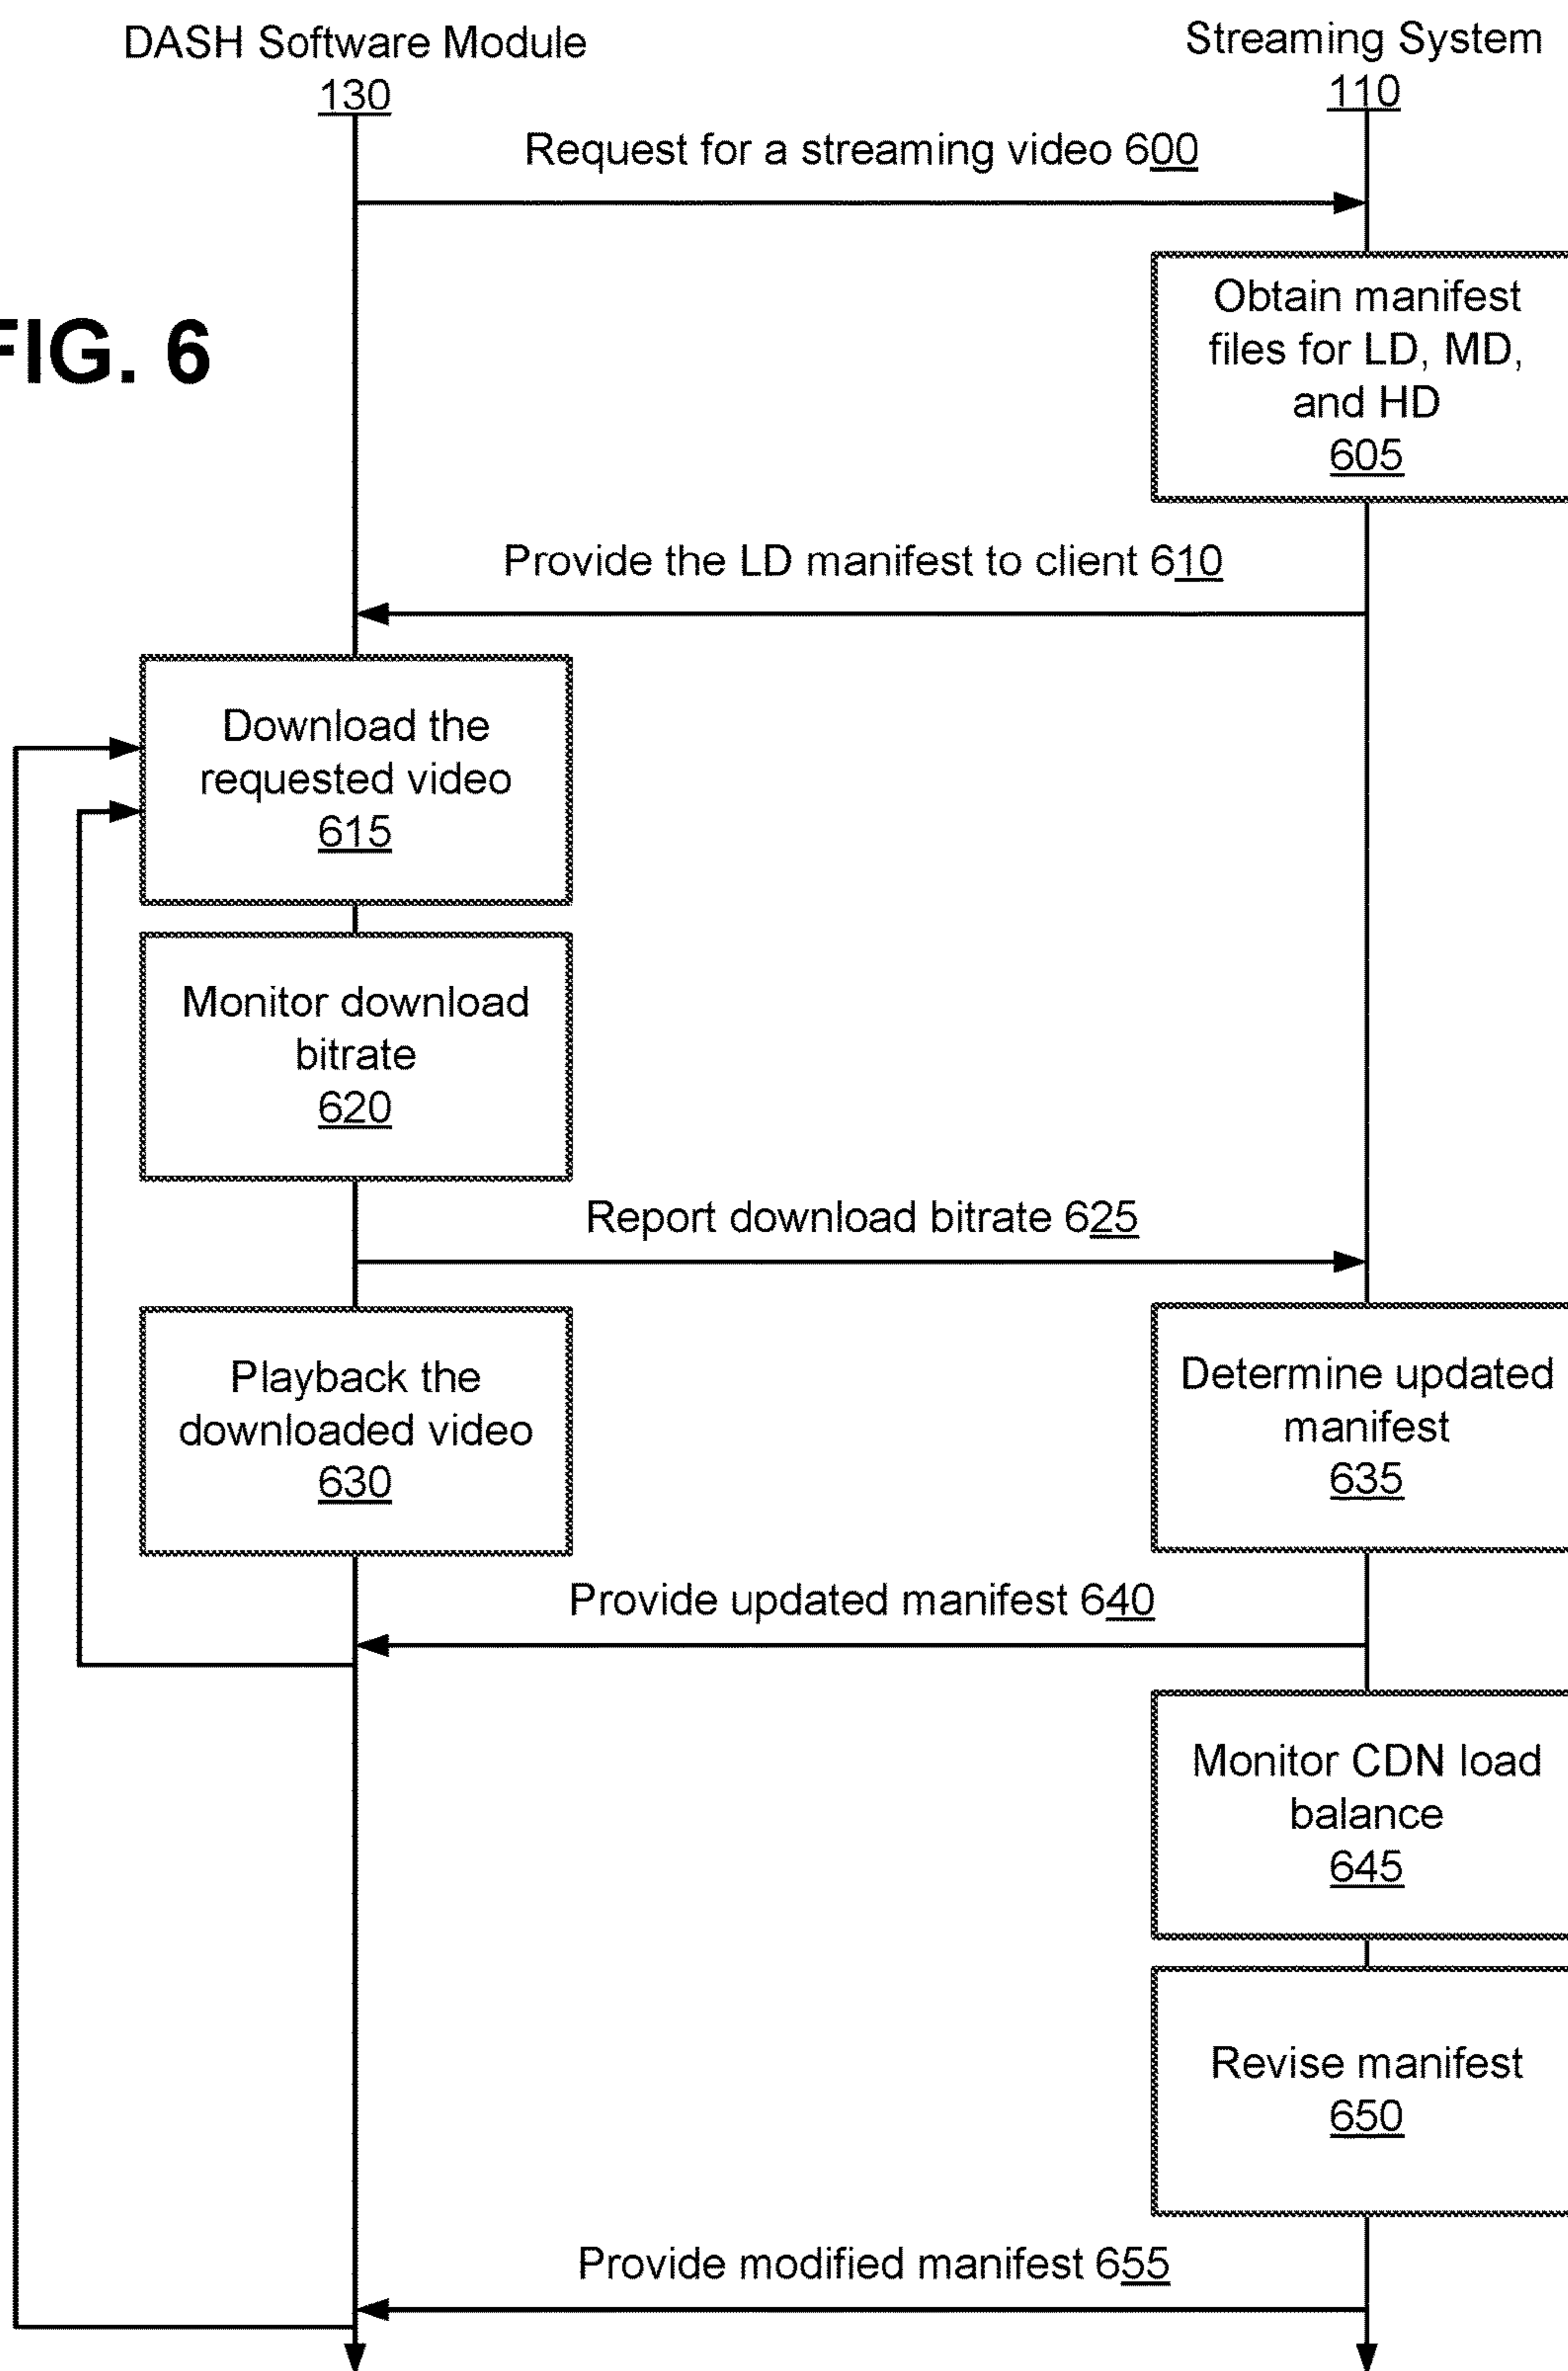 DASH Software Module
130
Streaming System
110
Request for a streaming video 600
Obtain manifest
files for LD, MD,
and HD
605
FIG. 6
Provide the LD manifest to client 610
Download the
requested video
615
Monitor download
bitrate
620
Report download bitrate 625
Playback the
downloaded video
630
Determine updated
manifest
635
Provide updated manifest 640
Monitor CDN load
balance
645
Revise manifest
650
Provide modified manifest 655